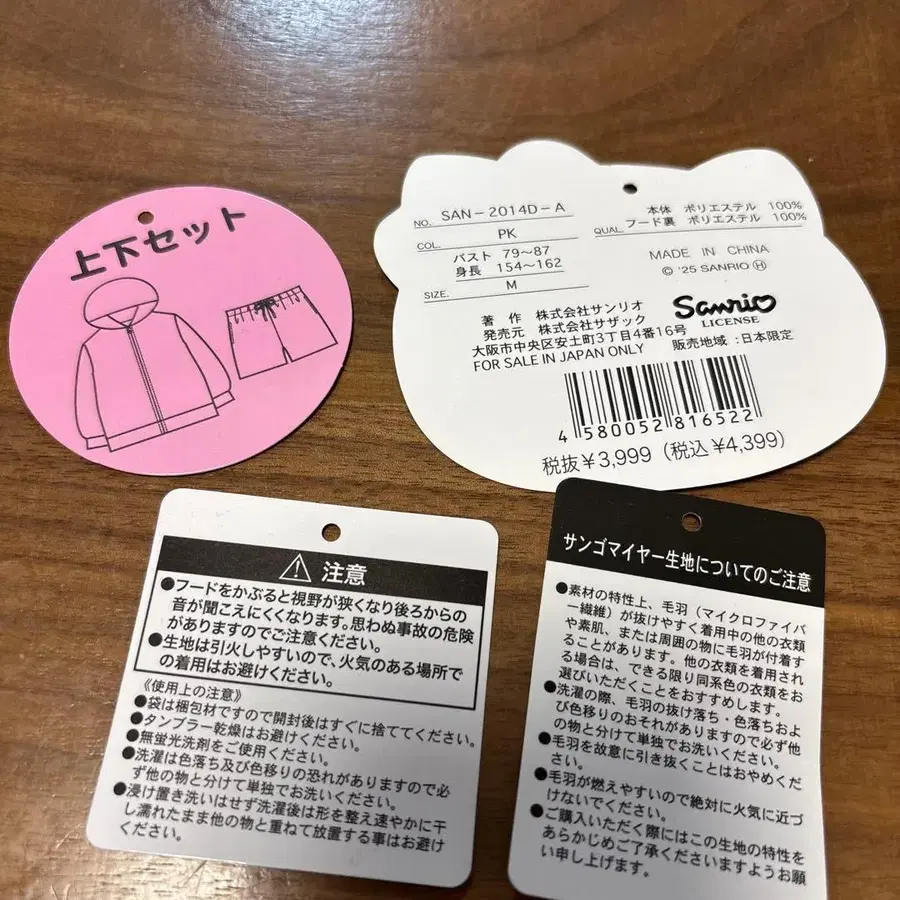 上下セット
NO. SAN-2014D-A
COL. PK
バスト 79～87
身長 154～162
SIZE. M
本体 ポリエステル 100%
QUAL. フード裏 ポリエステル 100%
MADE IN CHINA
© '25 SANRIO Ⓗ
著 作 株式会社サンリオ
発売元 株式会社サザック
大阪市中央区安土町3丁目4番16号
FOR SALE IN JAPAN ONLY
Sanrio
LICENSE
販売地域 :日本限定
4 580052 816522
税抜¥3,999（税込¥4,399）
注意
●フードをかぶると視野が狭くなり後ろからの
音が聞こえにくくなります。思わぬ事故の危険
がありますのでご注意ください。
●生地は引火しやすいので、火気のある場所で
の着用はお避けください。
《使用上の注意》
●袋は梱包材ですので開封後はすぐに捨ててください。
●タンブラー乾燥はお避けください。
●無蛍光洗剤をご使用ください。
●洗濯は色落ち及び色移りの恐れがありますので必
ず他の物と分けて単独でお洗いください。
●浸け置き洗いはせず洗濯後は形を整え速やかに干
し濡れたまま他の物と重ねて放置する事はお避け
ください。
サンゴマイヤー生地についてのご注意
●素材の特性上、毛羽（マイクロファイバ
ー繊維）が抜けやすく着用中の他の衣類
や素肌、または周囲の物に毛羽が付着す
ることがあります。他の衣類を着用され
る場合は、できる限り同系色の衣類をお
選びいただくことをおすすめします。
●洗濯の際、毛羽の抜け落ち・色落ちおよ
び色移りのおそれがありますので必ず他
の物と分けて単独でお洗いください。
●毛羽を故意に引き抜くことはおやめくだ
さい。
●毛羽が燃えやすいので絶対に火気に近づ
けないでください。
●ご購入いただく際にはこの生地の特性を
あらかじめご了承くださいますようお願
い申し上げます。